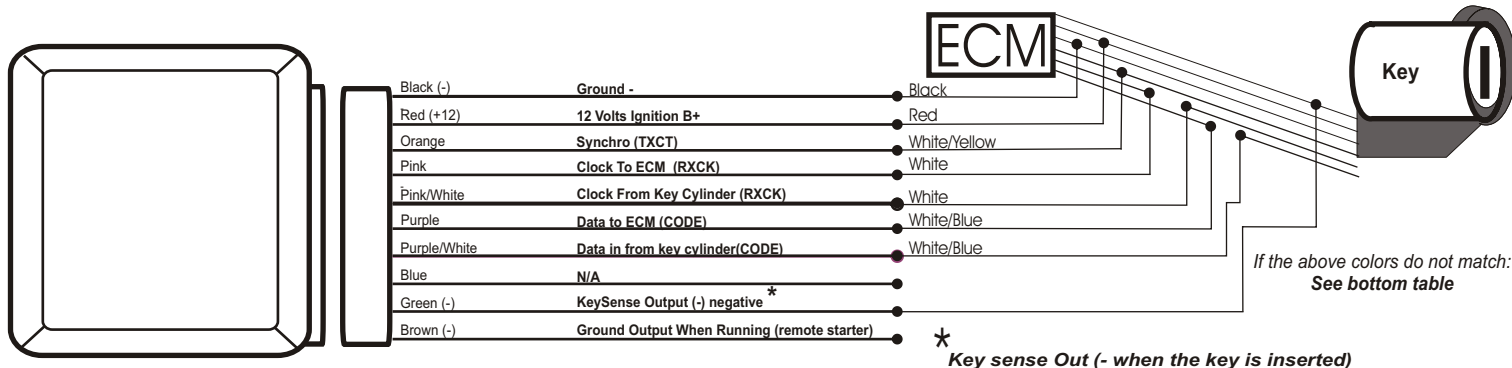 ECM
Key
Black (-) Ground - Black
Red (+12) 12 Volts Ignition B+ Red
Orange Synchro (TXCT) White/Yellow
Pink Clock To ECM (RXCK) White
Pink/White Clock From Key Cylinder (RXCK) White
Purple Data to ECM (CODE) White/Blue
Purple/White Data in from key cylinder(CODE) White/Blue
Blue N/A
Green (-) KeySense Output (-) negative *
Brown (-) Ground Output When Running (remote starter)
If the above colors do not match:
See bottom table
* Key sense Out (- when the key is inserted)